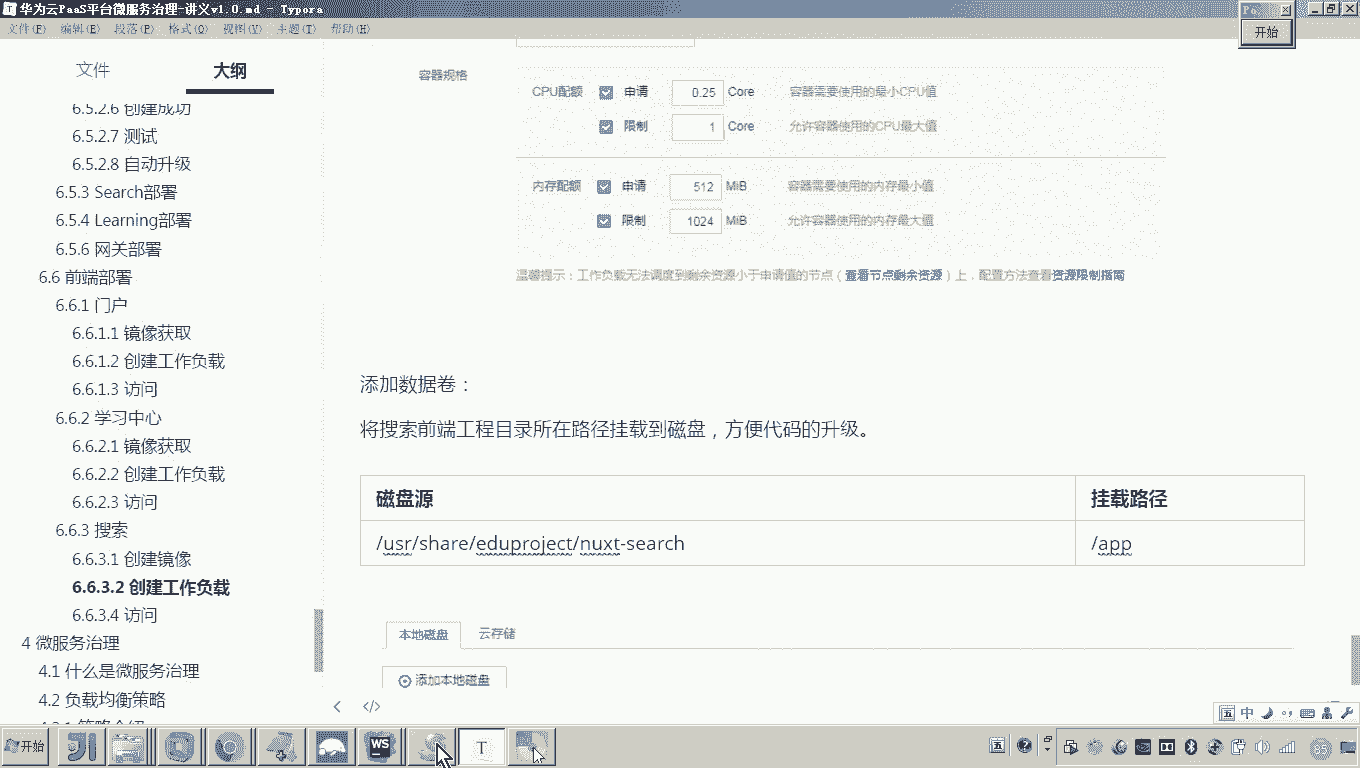 华为云PaaS平台微服务治理-讲义v1.0.md - Typora
文件(F) 编辑(E) 段落(P) 格式(O) 视图(V) 主题(T) 帮助(H)
开始
文件 大纲
6.5.2.6 创建成功
6.5.2.7 测试
6.5.2.8 自动升级
6.5.3 Search部署
6.5.4 Learning部署
6.5.6 网关部署
6.6 前端部署
6.6.1 门户
6.6.1.1 镜像获取
6.6.1.2 创建工作负载
6.6.1.3 访问
6.6.2 学习中心
6.6.2.1 镜像获取
6.6.2.2 创建工作负载
6.6.2.3 访问
6.6.3 搜索
6.6.3.1 创建镜像
6.6.3.2 创建工作负载
6.6.3.4 访问
4 微服务治理
4.1 什么是微服务治理
4.2 负载均衡策略
容器规格
CPU配额 申请 0.25 Core 容器需要使用的最小CPU值
限制 1 Core 允许容器使用的CPU最大值
内存配额 申请 512 MiB 容器需要使用的内存最小值
限制 1024 MiB 允许容器使用的内存最大值
温馨提示：工作负载无法调度到剩余资源小于申请值的节点（查看节点剩余资源）上，配置方法查看资源限制指南
添加数据卷：
将搜索前端工程目录所在路径挂载到磁盘，方便代码的升级。
磁盘源 挂载路径
/usr/share/eduproject/nuxt-search /app
本地磁盘 云存储
添加本地磁盘
</>
五 中
开始
WS
T
五
85